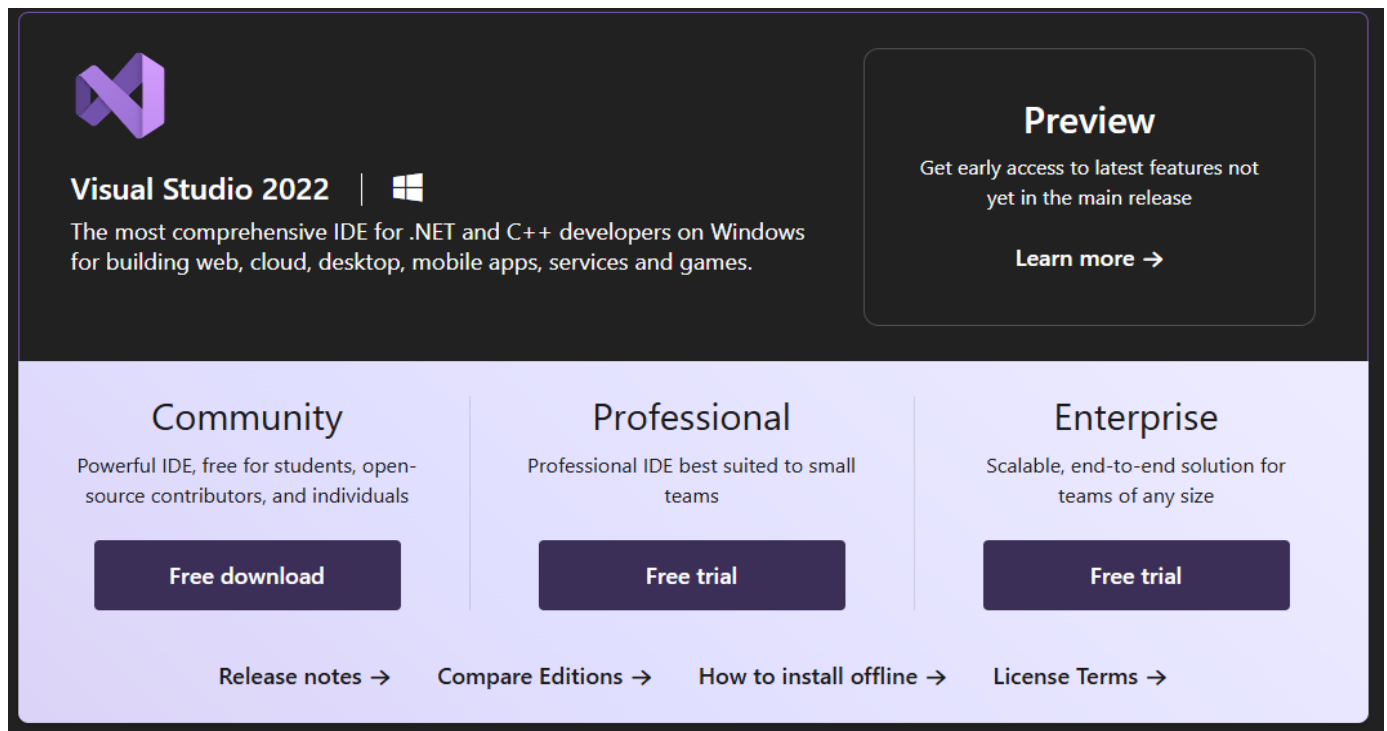 Visual Studio 2022
The most comprehensive IDE for .NET and C++ developers on Windows
for building web, cloud, desktop, mobile apps, services and games.
Preview
Get early access to latest features not
yet in the main release
Learn more →
Community
Powerful IDE, free for students, open-
source contributors, and individuals
Free download
Professional
Professional IDE best suited to small
teams
Free trial
Enterprise
Scalable, end-to-end solution for
teams of any size
Free trial
Release notes →
Compare Editions →
How to install offline →
License Terms →